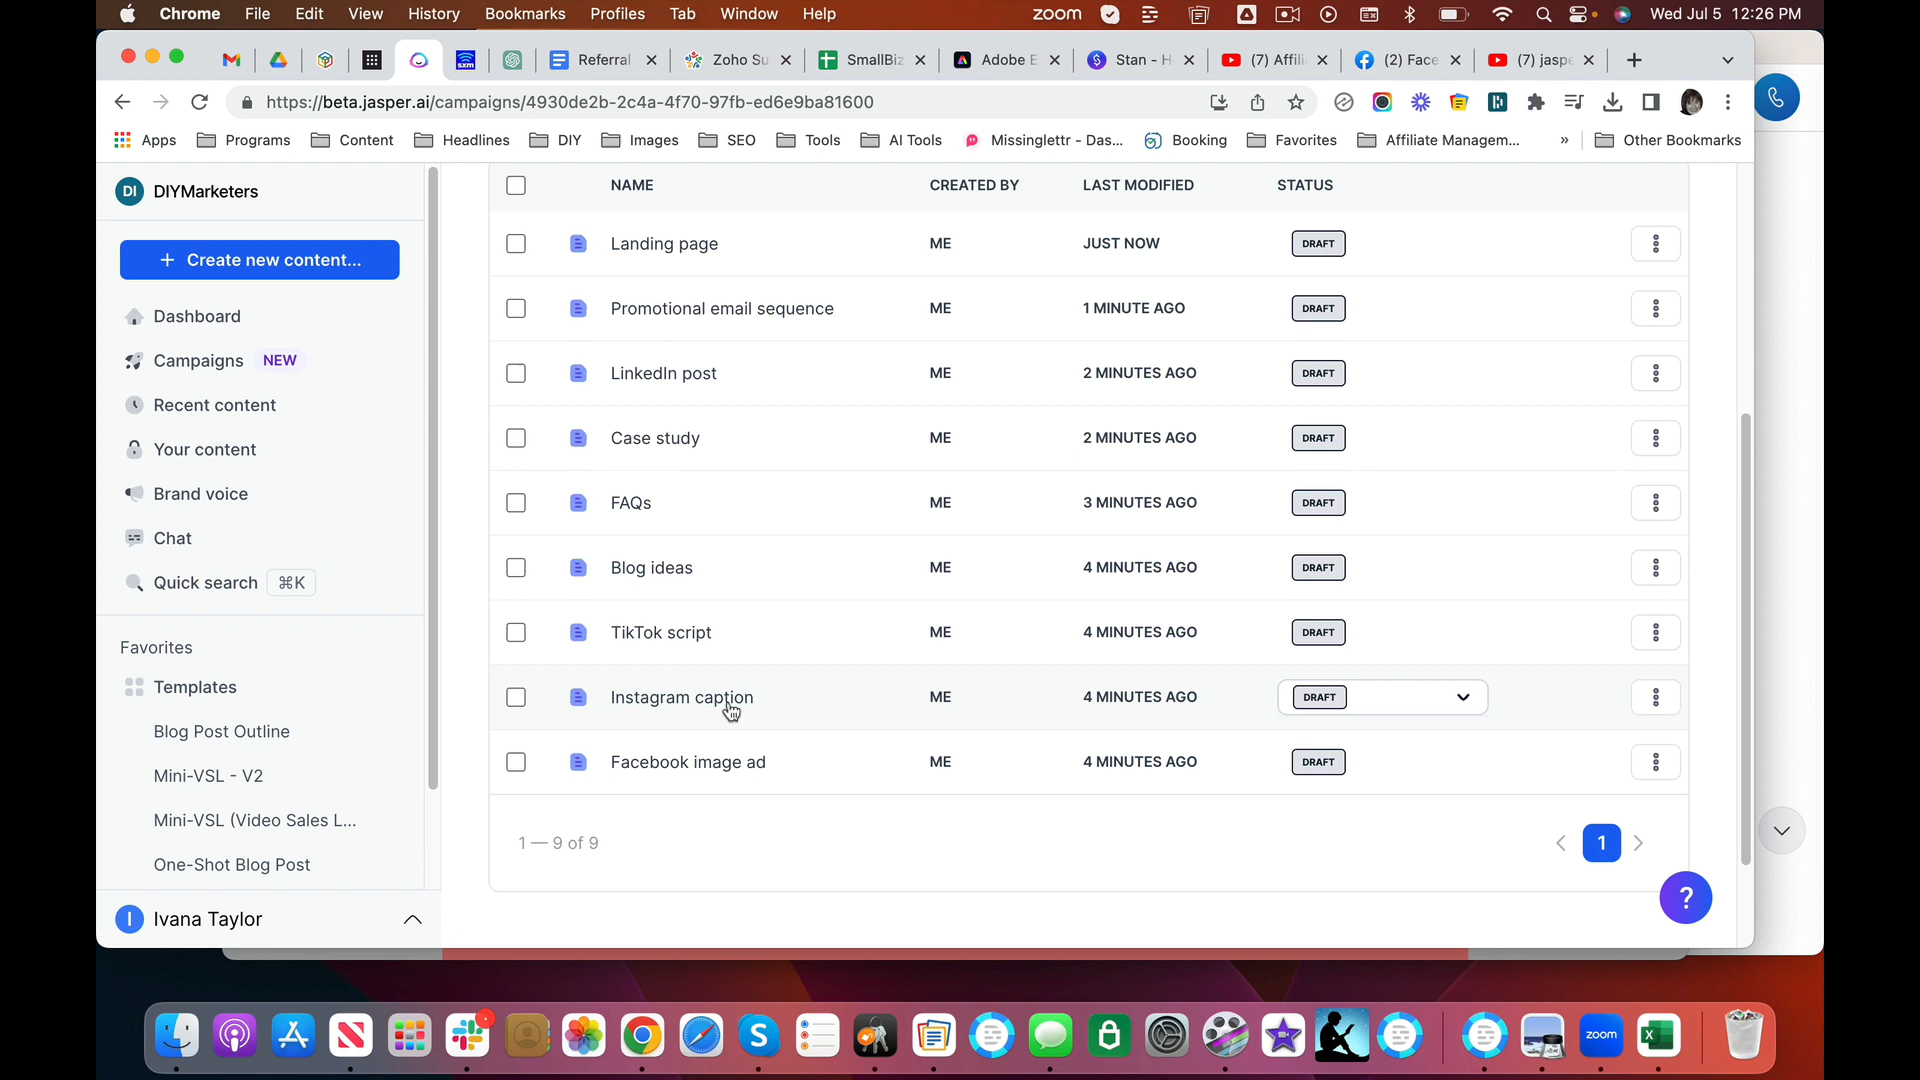 Chrome File Edit View History Bookmarks Profiles Tab Window Help
zoom
Wed Jul 5 12:26 PM
Referral
Zoho Su
SmallBiz
Adobe E
Stan - H
(7) Affili
(2) Face
(7) jaspe
https://beta.jasper.ai/campaigns/4930de2b-2c4a-4f70-97fb-ed6e9ba81600
Apps Programs Content Headlines DIY Images SEO Tools AI Tools Missinglettr - Das... Booking Favorites Affiliate Managem... » Other Bookmarks
DI DIYMarketers
+ Create new content...
Dashboard
Campaigns NEW
Recent content
Your content
Brand voice
Chat
Quick search ⌘K
Favorites
Templates
Blog Post Outline
Mini-VSL - V2
Mini-VSL (Video Sales L...
One-Shot Blog Post
I Ivana Taylor
NAME CREATED BY LAST MODIFIED STATUS
Landing page ME JUST NOW DRAFT
Promotional email sequence ME 1 MINUTE AGO DRAFT
LinkedIn post ME 2 MINUTES AGO DRAFT
Case study ME 2 MINUTES AGO DRAFT
FAQs ME 3 MINUTES AGO DRAFT
Blog ideas ME 4 MINUTES AGO DRAFT
TikTok script ME 4 MINUTES AGO DRAFT
Instagram caption ME 4 MINUTES AGO DRAFT
Facebook image ad ME 4 MINUTES AGO DRAFT
1 — 9 of 9
1
?
zoom